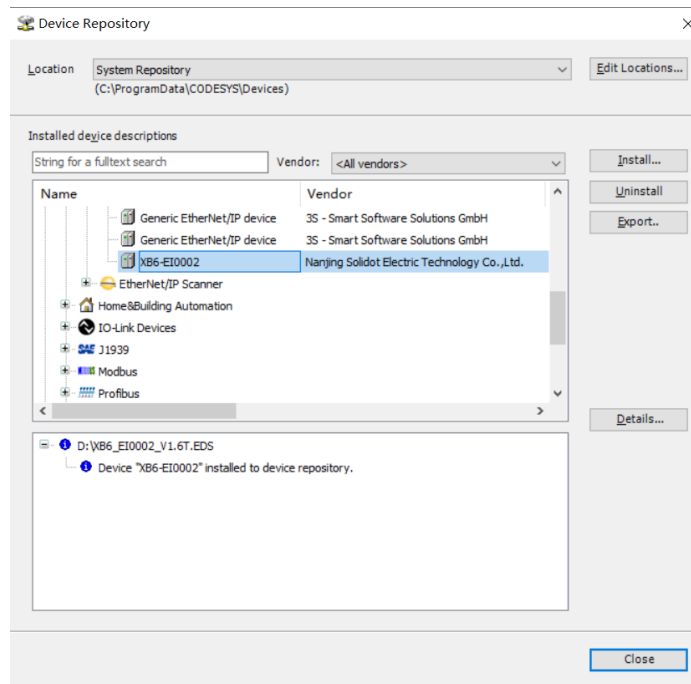 Device Repository
Location System Repository Edit Locations...
(C:\ProgramData\CODESYS\Devices)
Installed device descriptions
String for a fulltext search Vendor: <All vendors> Install...
Name Vendor Uninstall
Generic EtherNet/IP device 3S - Smart Software Solutions GmbH Export..
Generic EtherNet/IP device 3S - Smart Software Solutions GmbH
XB6-EI0002 Nanjing Solidot Electric Technology Co.,Ltd.
EtherNet/IP Scanner
Home&Building Automation
IO-Link Devices
SAE J1939
Modbus
Profibus
Details...
D:\XB6_EI0002_V1.6T.EDS
Device "XB6-EI0002" installed to device repository.
Close